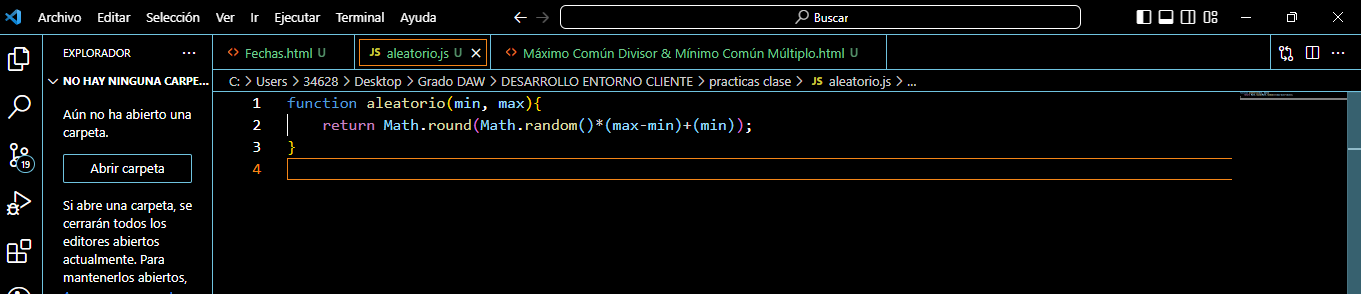 Archivo Editar Selección Ver Ir Ejecutar Terminal Ayuda Buscar
EXPLORADOR ···
NO HAY NINGUNA CARPE...
Aún no ha abierto una
carpeta.
19
Abrir carpeta
Si abre una carpeta, se
cerrarán todos los
editores abiertos
actualmente. Para
mantenerlos abiertos,
<> Fechas.html U JS aleatorio.js U × <> Máximo Común Divisor & Mínimo Común Múltiplo.html U ···
C: > Users > 34628 > Desktop > Grado DAW > DESARROLLO ENTORNO CLIENTE > practicas clase > JS aleatorio.js > ...
1 function aleatorio(min, max){
2 return Math.round(Math.random()*(max-min)+(min));
3 }
4